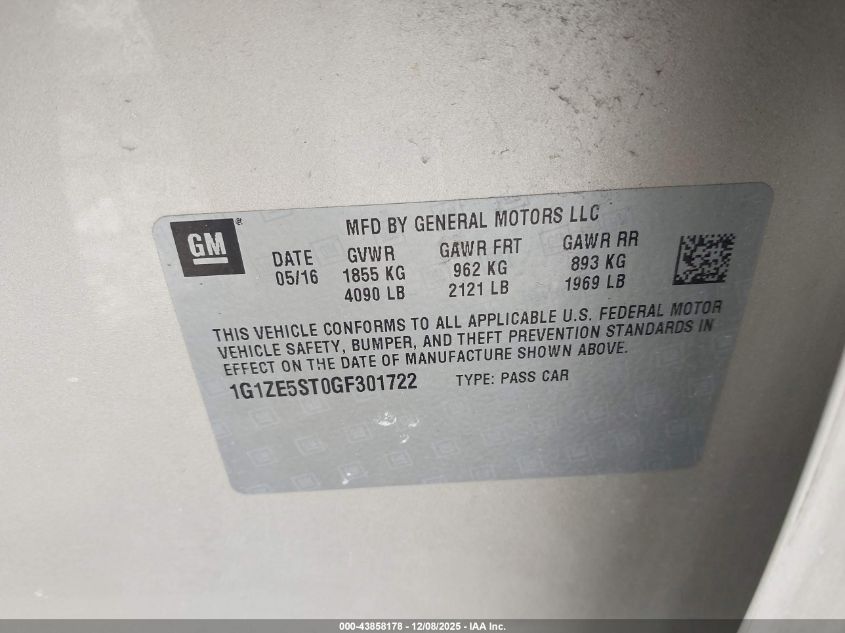 GM®
MFD BY GENERAL MOTORS LLC
DATE GVWR GAWR FRT GAWR RR
05/16 1855 KG 962 KG 893 KG
4090 LB 2121 LB 1969 LB
THIS VEHICLE CONFORMS TO ALL APPLICABLE U.S. FEDERAL MOTOR
VEHICLE SAFETY, BUMPER, AND THEFT PREVENTION STANDARDS IN
EFFECT ON THE DATE OF MANUFACTURE SHOWN ABOVE.
1G1ZE5ST0GF301722 TYPE: PASS CAR
000-43858178 - 12/08/2025 - IAA Inc.